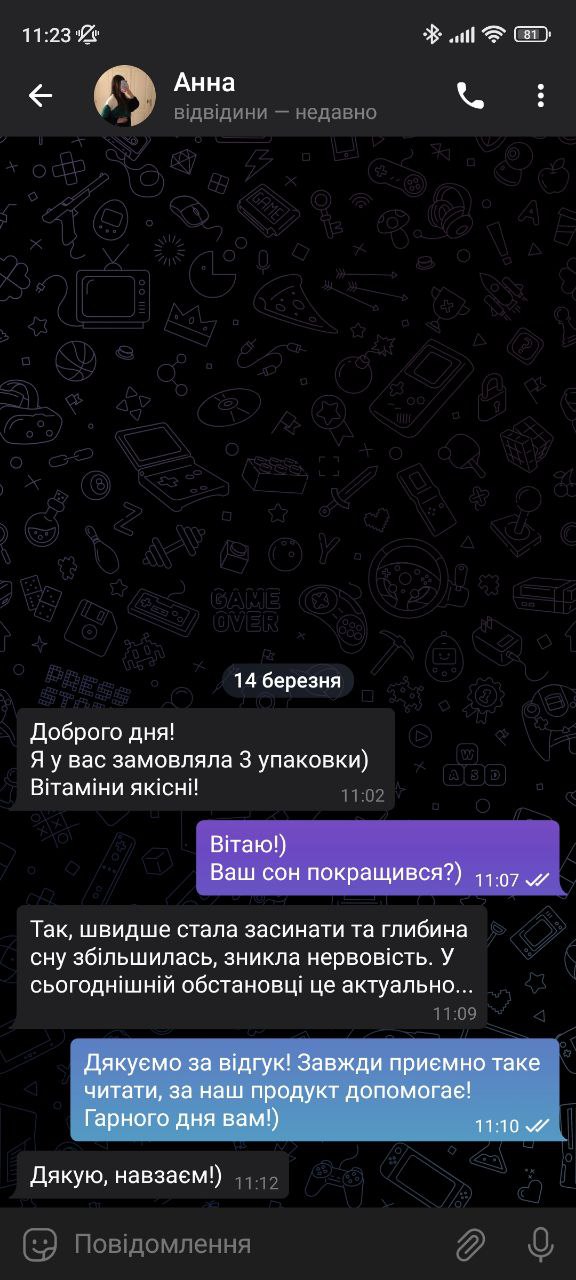 11:23
81
Анна
відвідини — недавно
GAME
GAME
OVER
PRESS
START
W
A S D
14 березня
Доброго дня!
Я у вас замовляла 3 упаковки)
Вітаміни якісні!
11:02
Вітаю!)
Ваш сон покращився?)
11:07
Так, швидше стала засинати та глибина
сну збільшилась, зникла нервовість. У
сьогоднішній обстановці це актуально...
11:09
Дякуємо за відгук! Завжди приємно таке
читати, за наш продукт допомогає!
Гарного дня вам!)
11:10
Дякую, навзаєм!)
11:12
Повідомлення